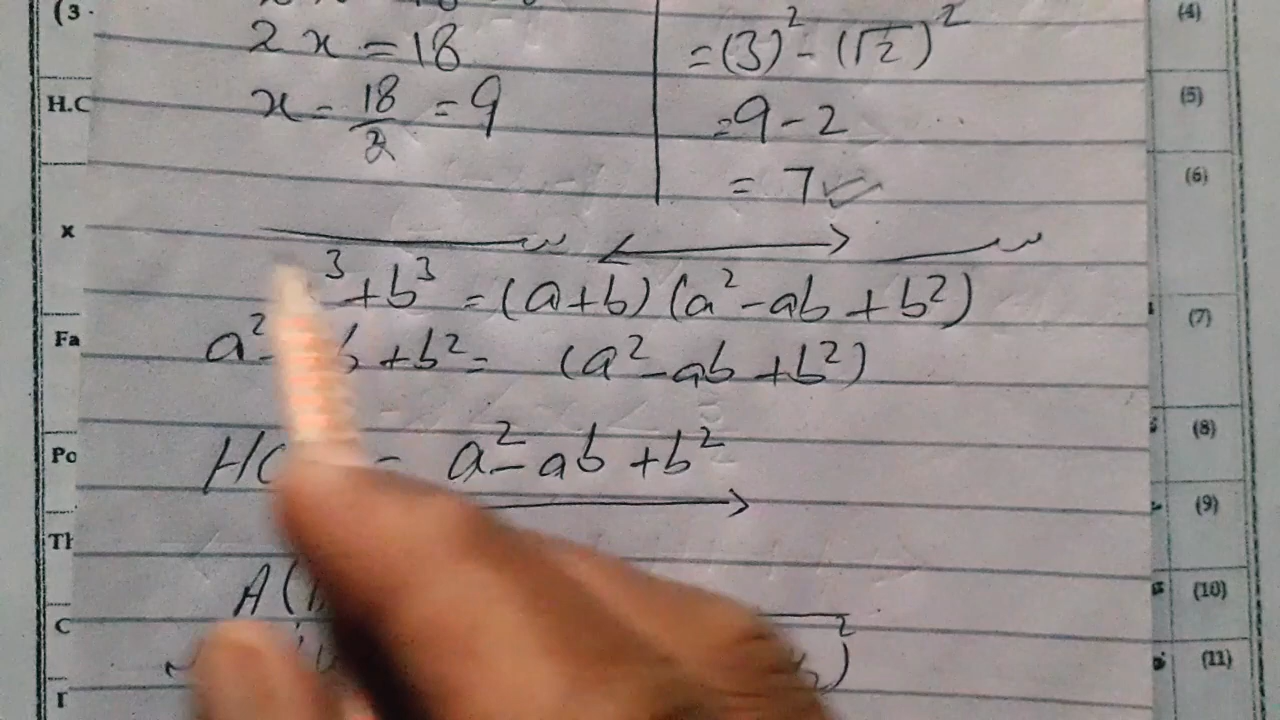 (3
2x = 18
x = 18/2 = 9
= (3)² - (√2)²
= 9 - 2
= 7
³ + b³ = (a+b) (a² - ab + b²)
a² - b + b² = (a² - ab + b²)
HC = a² - ab + b²
A(
²
)
H.C
x
Fa
Po
Th
C
(4)
(5)
(6)
(7)
(8)
(9)
(10)
(11)